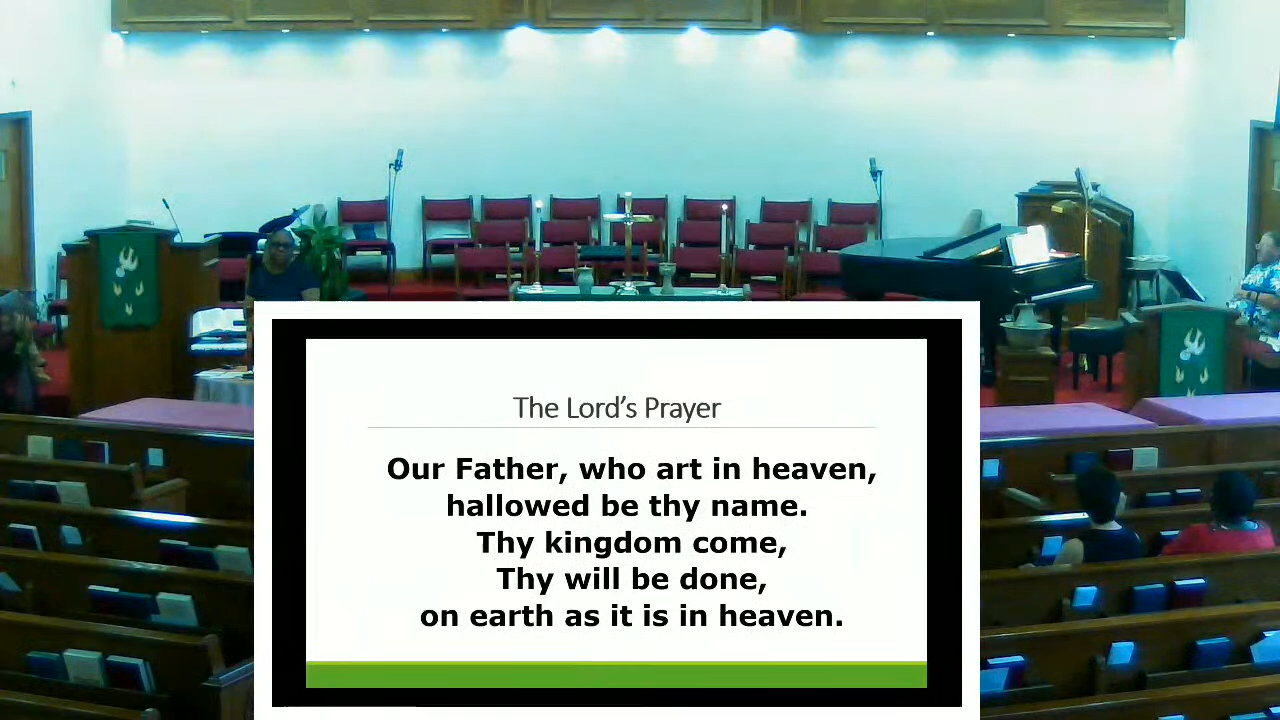 The Lord's Prayer
Our Father, who art in heaven,
hallowed be thy name.
Thy kingdom come,
Thy will be done,
on earth as it is in heaven.